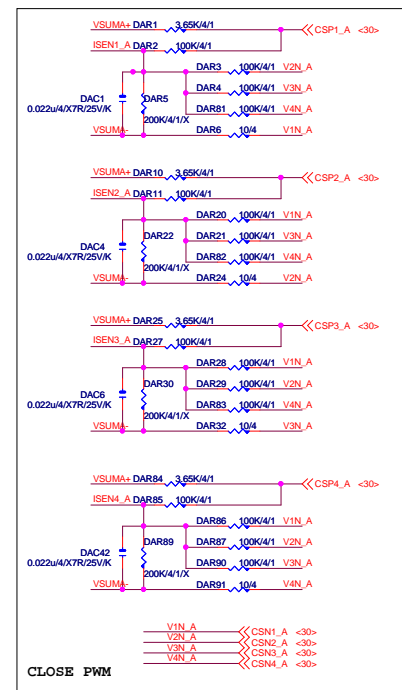 VSUMA+ DAR1 3.65K/4/1 CSP1_A <30>
ISEN1_A DAR2 100K/4/1
DAR3 100K/4/1 V2N_A
DAC1 DAR4 100K/4/1 V3N_A
0.022u/4/X7R/25V/K DAR5 DAR81 100K/4/1 V4N_A
200K/4/1/X
VSUMA- DAR6 10/4 V1N_A
VSUMA+ DAR10 3.65K/4/1 CSP2_A <30>
ISEN2_A DAR11 100K/4/1
DAR20 100K/4/1 V1N_A
DAC4 DAR22 DAR21 100K/4/1 V3N_A
0.022u/4/X7R/25V/K DAR82 100K/4/1 V4N_A
200K/4/1/X
VSUMA- DAR24 10/4 V2N_A
VSUMA+ DAR25 3.65K/4/1 CSP3_A <30>
ISEN3_A DAR27 100K/4/1
DAR28 100K/4/1 V1N_A
DAC6 DAR30 DAR29 100K/4/1 V2N_A
0.022u/4/X7R/25V/K DAR83 100K/4/1 V4N_A
200K/4/1/X
VSUMA- DAR32 10/4 V3N_A
VSUMA+ DAR84 3.65K/4/1 CSP4_A <30>
ISEN4_A DAR85 100K/4/1
DAR86 100K/4/1 V1N_A
DAC42 DAR89 DAR87 100K/4/1 V2N_A
0.022u/4/X7R/25V/K DAR90 100K/4/1 V3N_A
200K/4/1/X
VSUMA- DAR91 10/4 V4N_A
V1N_A CSN1_A <30>
V2N_A CSN2_A <30>
V3N_A CSN3_A <30>
V4N_A CSN4_A <30>
CLOSE PWM